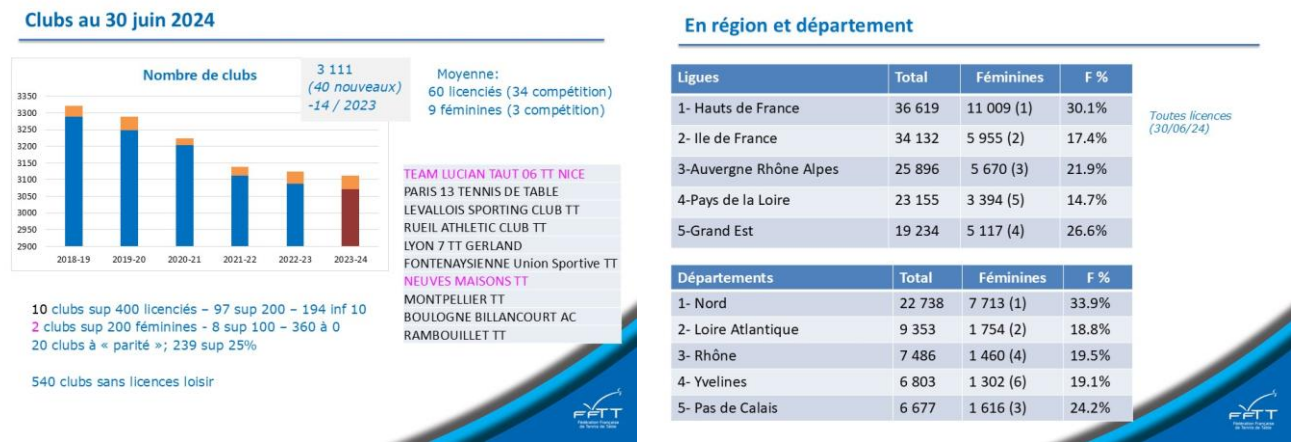 Clubs au 30 juin 2024
Nombre de clubs
3 111
(40 nouveaux)
-14 / 2023
Moyenne:
60 licenciés (34 compétition)
9 féminines (3 compétition)
3350
3300
3250
3200
3150
3100
3050
3000
2950
2900
2018-19 2019-20 2020-21 2021-22 2022-23 2023-24
TEAM LUCIAN TAUT 06 TT NICE
PARIS 13 TENNIS DE TABLE
LEVALLOIS SPORTING CLUB TT
RUEIL ATHLETIC CLUB TT
LYON 7 TT GERLAND
FONTENAYSIENNE Union Sportive TT
NEUVES MAISONS TT
MONTPELLIER TT
BOULOGNE BILLANCOURT AC
RAMBOUILLET TT
10 clubs sup 400 licenciés – 97 sup 200 – 194 inf 10
2 clubs sup 200 féminines - 8 sup 100 – 360 à 0
20 clubs à « parité »; 239 sup 25%
540 clubs sans licences loisir
FFTT
Fédération Française
de Tennis de Table
En région et département
Ligues Total Féminines F %
1- Hauts de France 36 619 11 009 (1) 30.1%
2- Ile de France 34 132 5 955 (2) 17.4%
3-Auvergne Rhône Alpes 25 896 5 670 (3) 21.9%
4-Pays de la Loire 23 155 3 394 (5) 14.7%
5-Grand Est 19 234 5 117 (4) 26.6%
Toutes licences
(30/06/24)
Départements Total Féminines F %
1- Nord 22 738 7 713 (1) 33.9%
2- Loire Atlantique 9 353 1 754 (2) 18.8%
3- Rhône 7 486 1 460 (4) 19.5%
4- Yvelines 6 803 1 302 (6) 19.1%
5- Pas de Calais 6 677 1 616 (3) 24.2%
FFTT
Fédération Française
de Tennis de Table